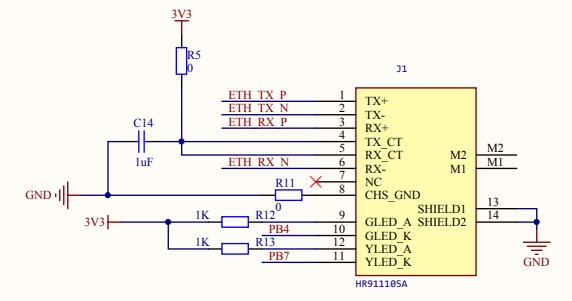 3V3
R5
0
J1
ETH_TX_P 1 TX+
ETH_TX_N 2 TX-
ETH_RX_P 3 RX+
C14 4 TX_CT
1uF 5 RX_CT M2 M2
ETH_RX_N 6 RX- M1 M1
7 NC
GND R11 8 CHS_GND
0
SHIELD1 13
3V3 1K R12 9 GLED_A SHIELD2 14
PB4 10 GLED_K
1K R13 12 YLED_A
PB7 11 YLED_K
GND
HR911105A